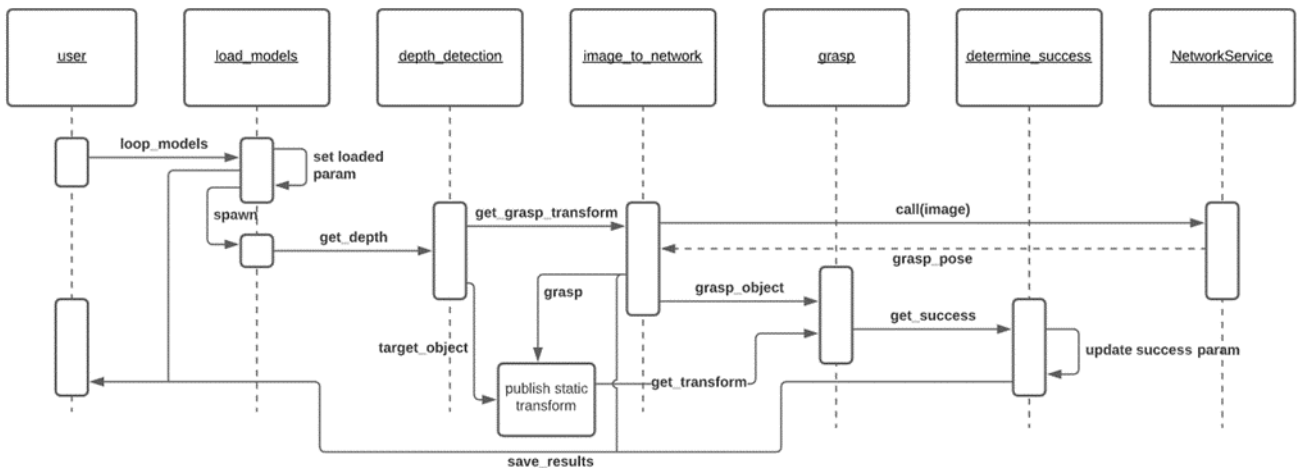 user
load_models
depth_detection
image_to_network
grasp
determine_success
NetworkService
loop_models
set loaded
param
spawn
get_depth
get_grasp_transform
call(image)
grasp_pose
grasp
grasp_object
get_success
target_object
update success param
publish static
transform
get_transform
save_results